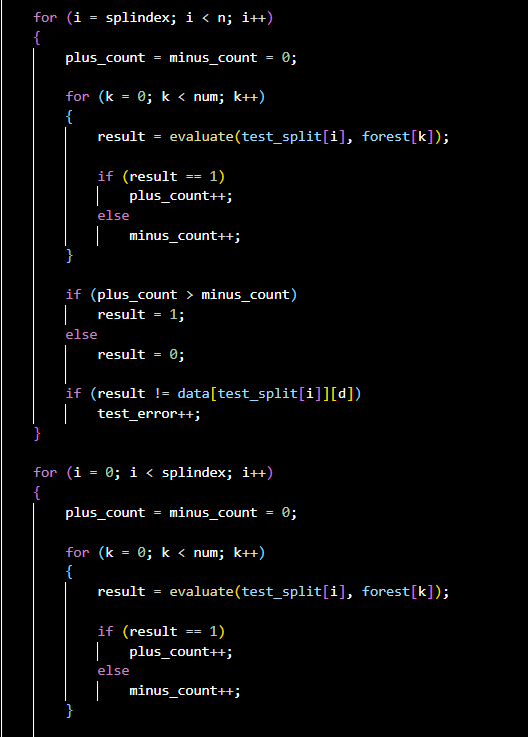 for (i = splindex; i < n; i++)
{
plus_count = minus_count = 0;
for (k = 0; k < num; k++)
{
result = evaluate(test_split[i], forest[k]);
if (result == 1)
plus_count++;
else
minus_count++;
}
if (plus_count > minus_count)
result = 1;
else
result = 0;
if (result != data[test_split[i]][d])
test_error++;
}
for (i = 0; i < splindex; i++)
{
plus_count = minus_count = 0;
for (k = 0; k < num; k++)
{
result = evaluate(test_split[i], forest[k]);
if (result == 1)
plus_count++;
else
minus_count++;
}